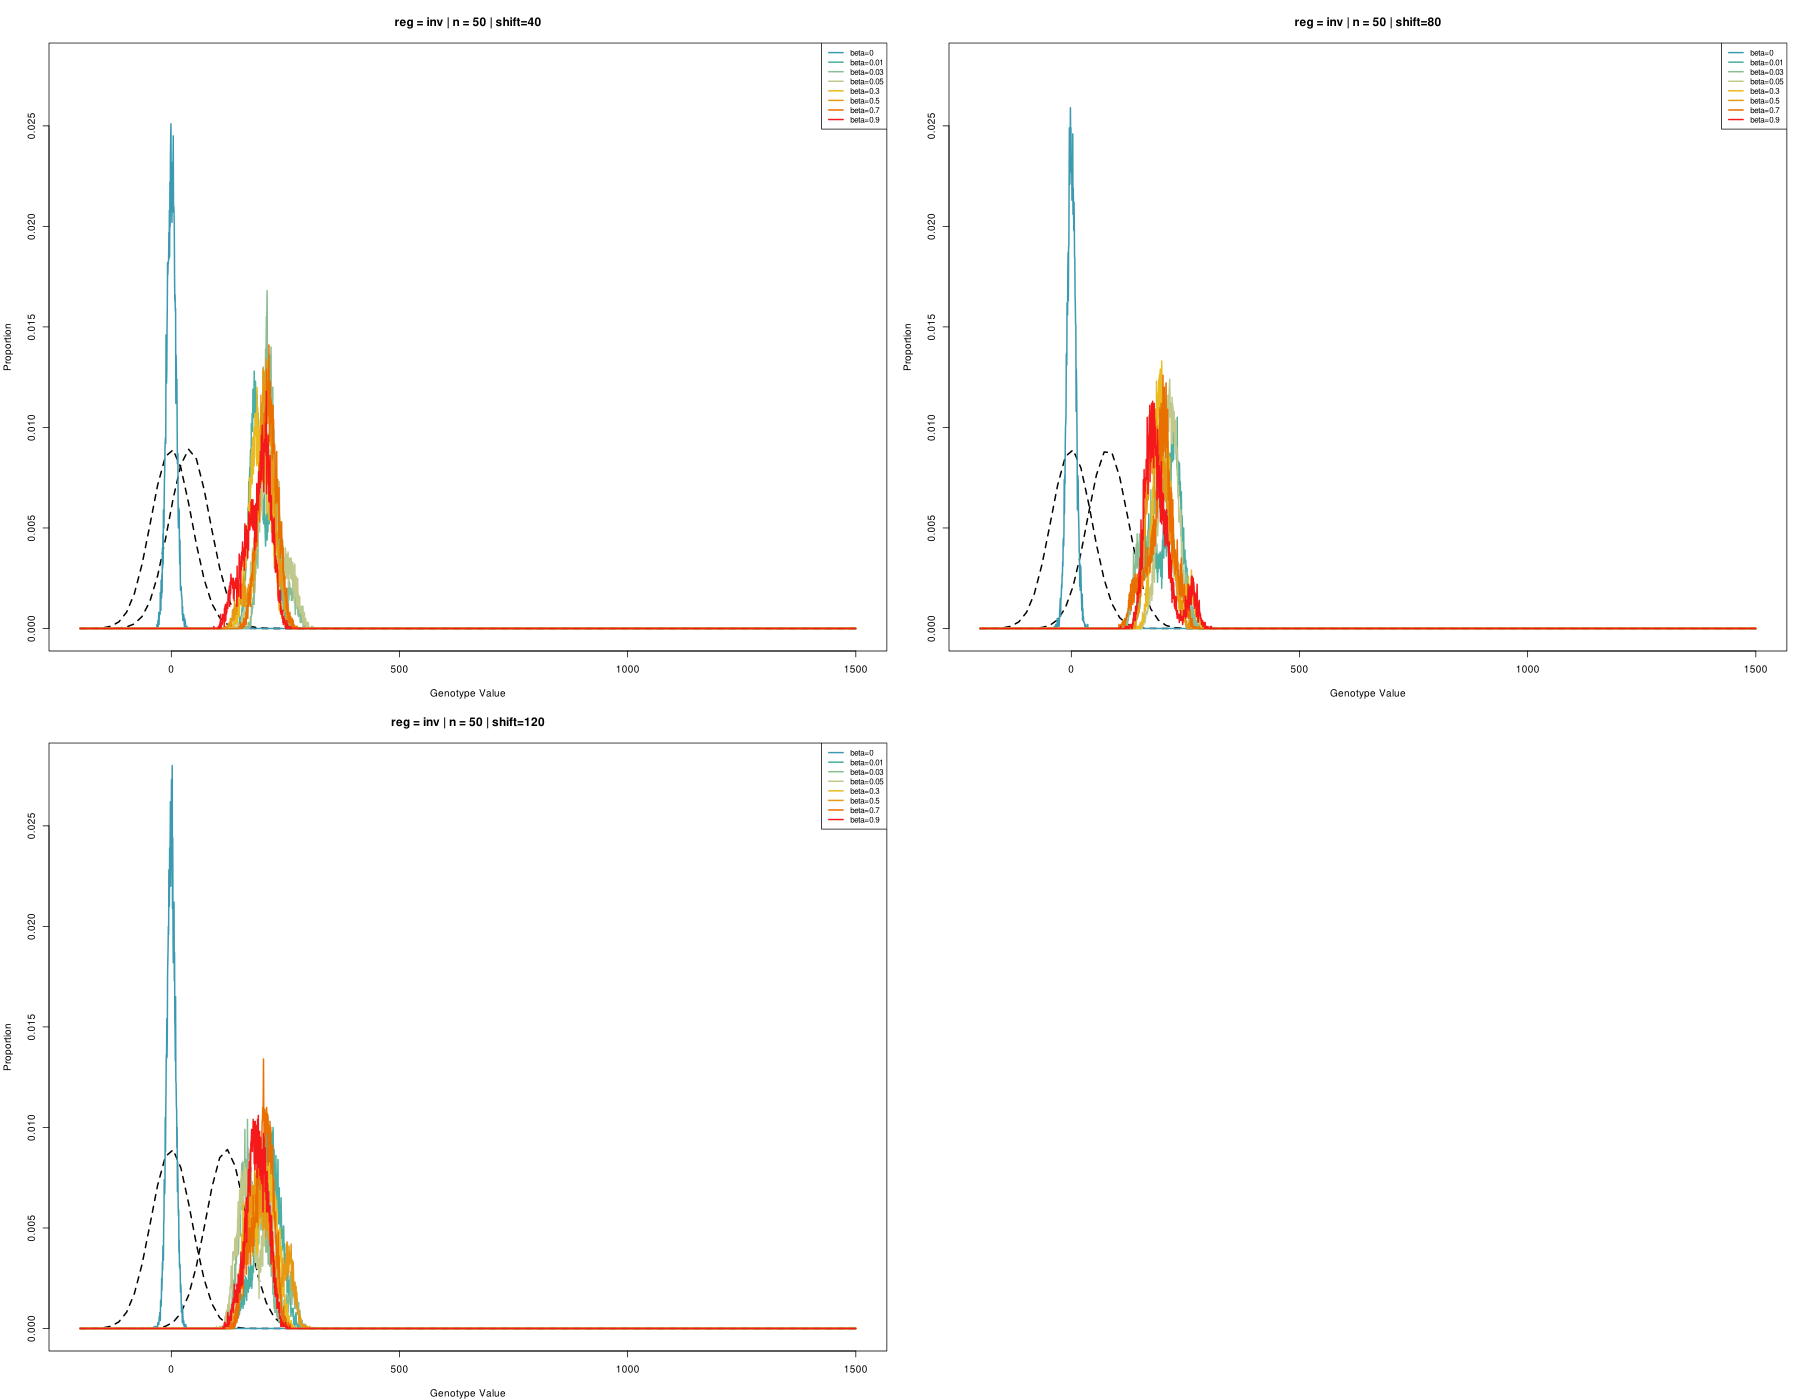 reg = inv | n = 50 | shift=40
beta=0
beta=0.01
beta=0.03
beta=0.05
beta=0.3
beta=0.5
beta=0.7
beta=0.9
Proportion
0.025
0.020
0.015
0.010
0.005
0.000
0 500 1000 1500
Genotype Value
reg = inv | n = 50 | shift=80
beta=0
beta=0.01
beta=0.03
beta=0.05
beta=0.3
beta=0.5
beta=0.7
beta=0.9
Proportion
0.025
0.020
0.015
0.010
0.005
0.000
0 500 1000 1500
Genotype Value
reg = inv | n = 50 | shift=120
beta=0
beta=0.01
beta=0.03
beta=0.05
beta=0.3
beta=0.5
beta=0.7
beta=0.9
Proportion
0.025
0.020
0.015
0.010
0.005
0.000
0 500 1000 1500
Genotype Value